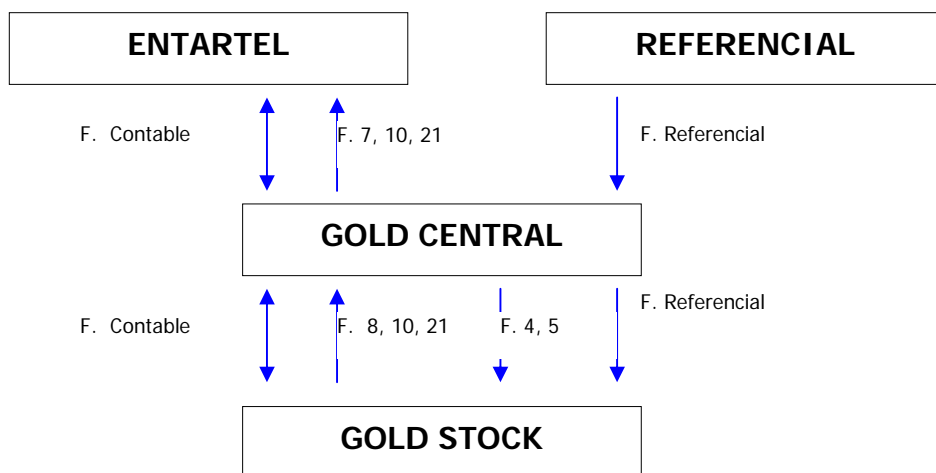 ENTARTEL
REFERENCIAL
F. Contable
F. 7, 10, 21
F. Referencial
GOLD CENTRAL
F. Referencial
F. Contable
F. 8, 10, 21
F. 4, 5
GOLD STOCK